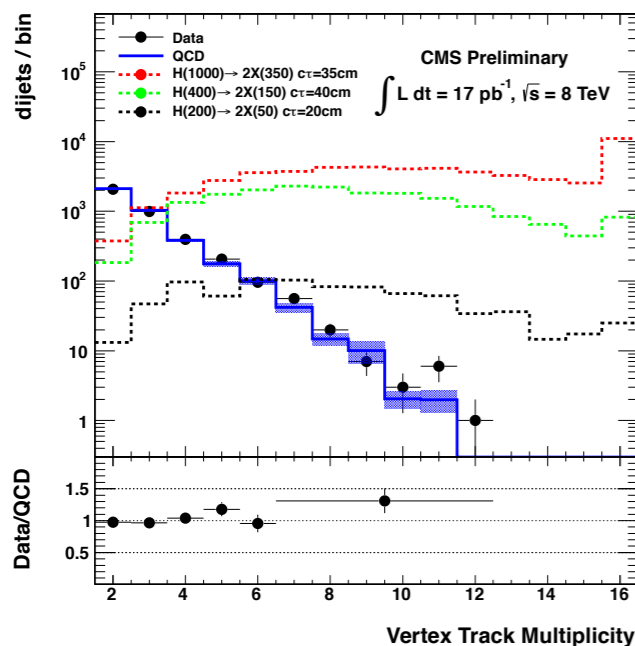 dijets / bin
Data
QCD
H(1000)→ 2X(350) cτ=35cm
H(400)→ 2X(150) cτ=40cm
H(200)→ 2X(50) cτ=20cm
CMS Preliminary
∫ L dt = 17 pb⁻¹, √s = 8 TeV
10⁵
10⁴
10³
10²
10
1
Data/QCD
1.5
1
0.5
2 4 6 8 10 12 14 16
Vertex Track Multiplicity